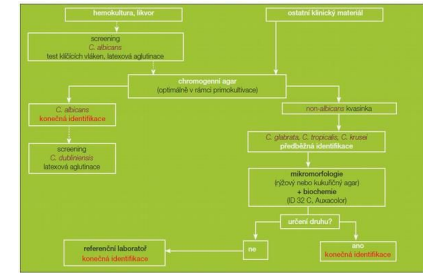 hemokultura, likvor
ostatní klinický materiál
screening
C. albicans
test klíčících vláken, latexová aglutinace
chromogenní agar
(optimálně v rámci primokultivace)
C. albicans
konečná identifikace
non-albicans kvasinka
screening
C. dubliniensis
latexová aglutinace
C. glabrata, C. tropicalis, C. krusei
předběžná identifikace
mikromorfologie
(rýžový nebo kukuřičný agar)
+ biochemie
(ID 32 C, Auxacolor)
určení druhu?
referenční laboratoř
konečná identifikace
ne
ano
konečná identifikace